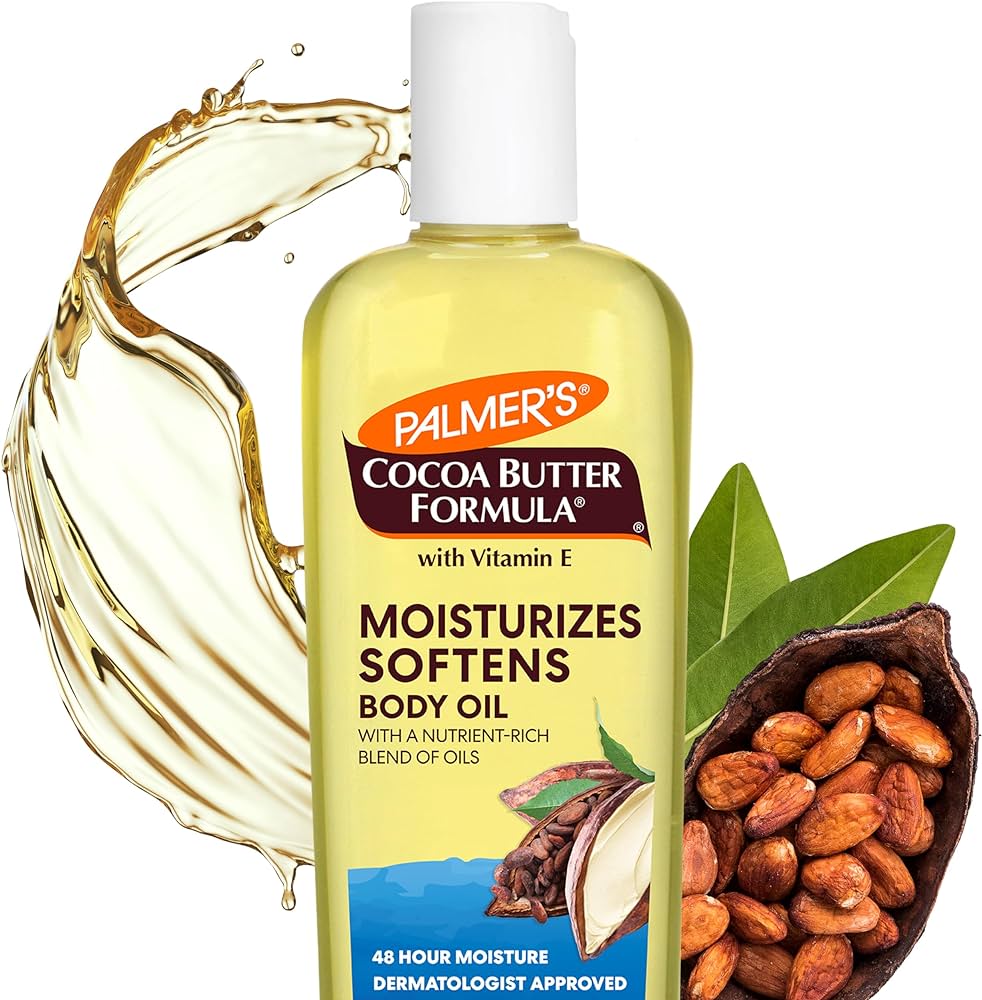 PALMER'S®
COCOA BUTTER
FORMULA®
®
with Vitamin E
MOISTURIZES
SOFTENS
BODY OIL
WITH A NUTRIENT-RICH
BLEND OF OILS
48 HOUR MOISTURE
DERMATOLOGIST APPROVED